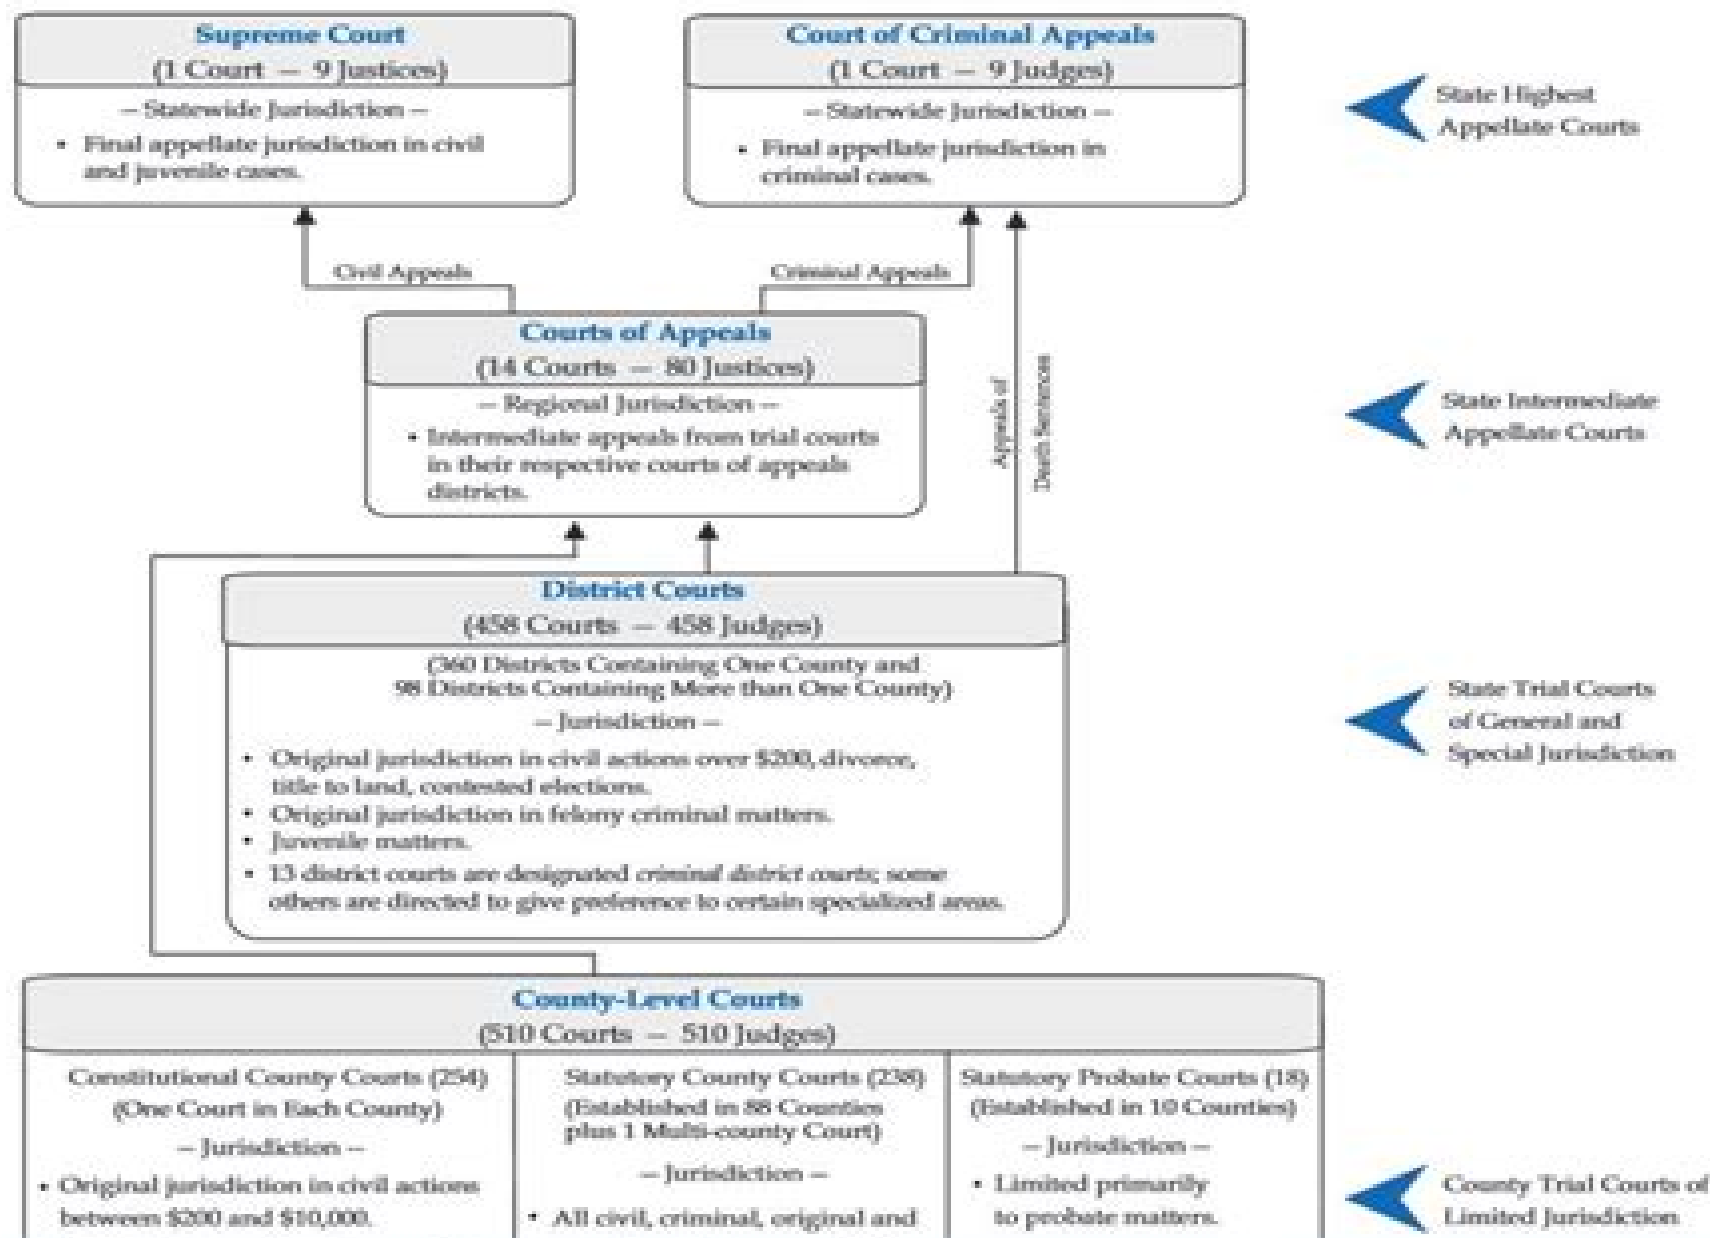 Supreme Court
(1 Court — 9 Justices)
— Statewide Jurisdiction —
• Final appellate jurisdiction in civil
and juvenile cases.
Court of Criminal Appeals
(1 Court — 9 Judges)
— Statewide Jurisdiction —
• Final appellate jurisdiction in
criminal cases.
State Highest
Appellate Courts
Civil Appeals
Criminal Appeals
Courts of Appeals
(14 Courts — 80 Justices)
— Regional Jurisdiction —
• Intermediate appeals from trial courts
in their respective courts of appeals
districts.
Appeals of
Death Sentences
State Intermediate
Appellate Courts
District Courts
(458 Courts — 458 Judges)
(360 Districts Containing One County and
98 Districts Containing More than One County)
— Jurisdiction —
• Original jurisdiction in civil actions over $200, divorce,
title to land, contested elections.
• Original jurisdiction in felony criminal matters.
• Juvenile matters.
• 13 district courts are designated criminal district courts; some
others are directed to give preference to certain specialized areas.
State Trial Courts
of General and
Special Jurisdiction
County-Level Courts
(510 Courts — 510 Judges)
Constitutional County Courts (254)
(One Court in Each County)
— Jurisdiction —
• Original jurisdiction in civil actions
between $200 and $10,000.
Statutory County Courts (238)
(Established in 88 Counties
plus 1 Multi-county Court)
— Jurisdiction —
• All civil, criminal, original and
Statutory Probate Courts (18)
(Established in 10 Counties)
— Jurisdiction —
• Limited primarily
to probate matters.
County Trial Courts of
Limited Jurisdiction